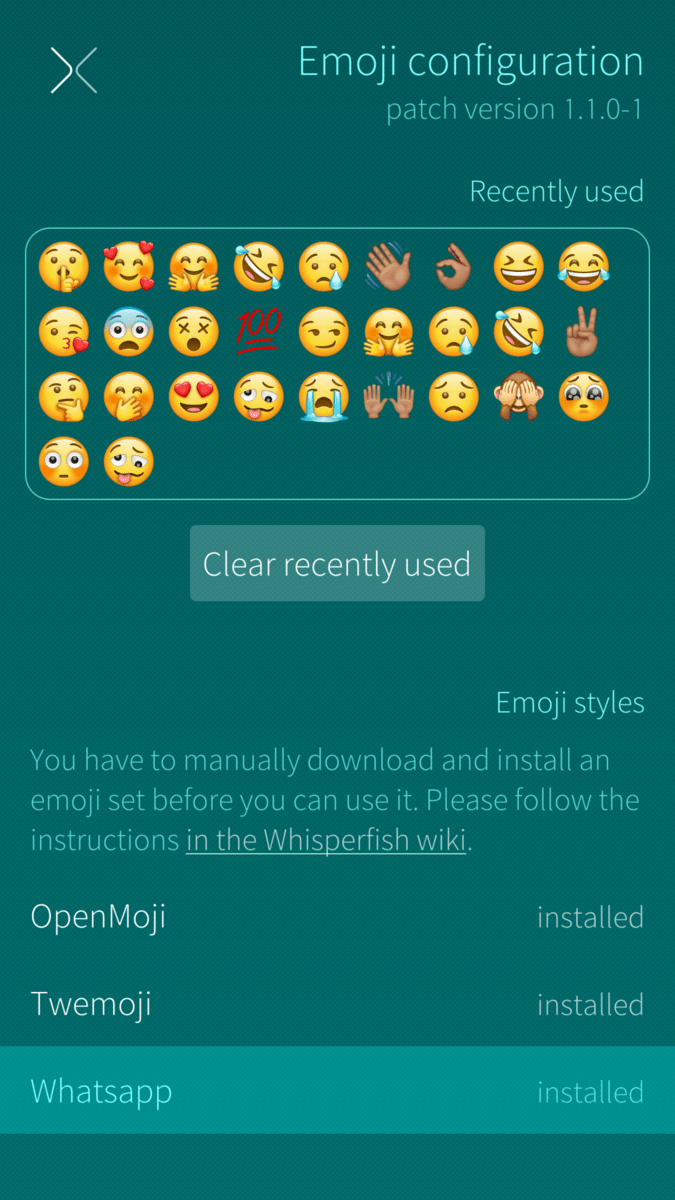 Emoji configuration
patch version 1.1.0-1
Recently used
Clear recently used
Emoji styles
You have to manually download and install an
emoji set before you can use it. Please follow the
instructions in the Whisperfish wiki.
OpenMoji installed
Twemoji installed
Whatsapp installed